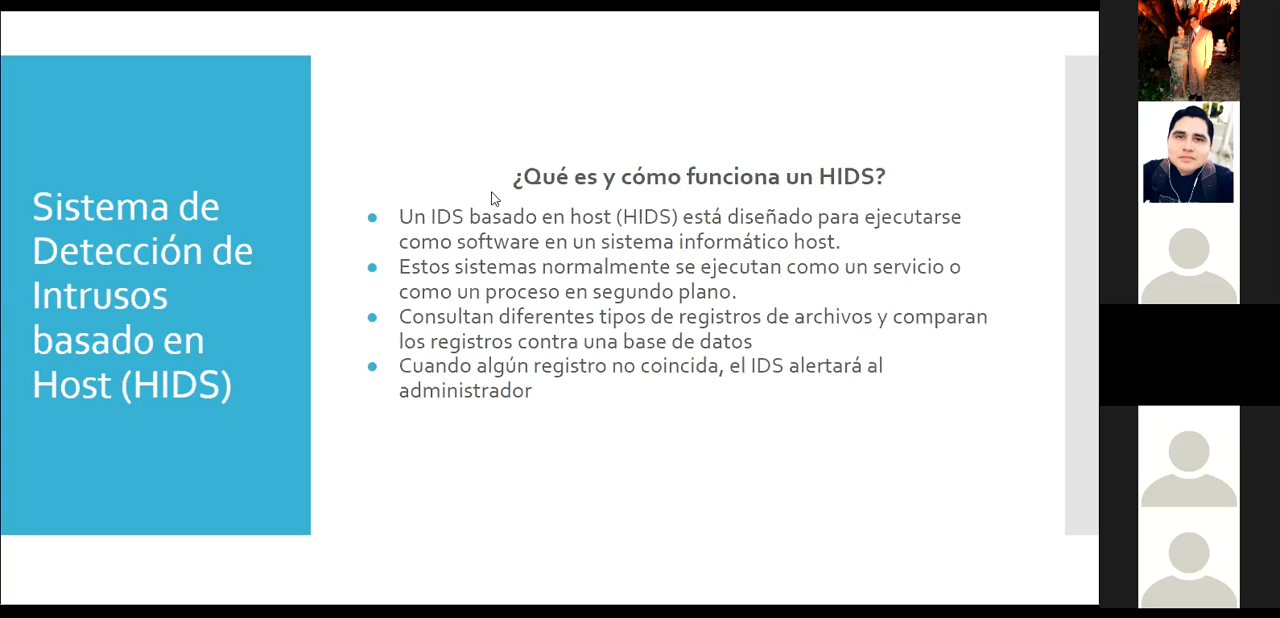 Sistema de
Detección de
Intrusos
basado en
Host (HIDS)
¿Qué es y cómo funciona un HIDS?
● Un IDS basado en host (HIDS) está diseñado para ejecutarse
como software en un sistema informático host.
● Estos sistemas normalmente se ejecutan como un servicio o
como un proceso en segundo plano.
● Consultan diferentes tipos de registros de archivos y comparan
los registros contra una base de datos
● Cuando algún registro no coincida, el IDS alertará al
administrador